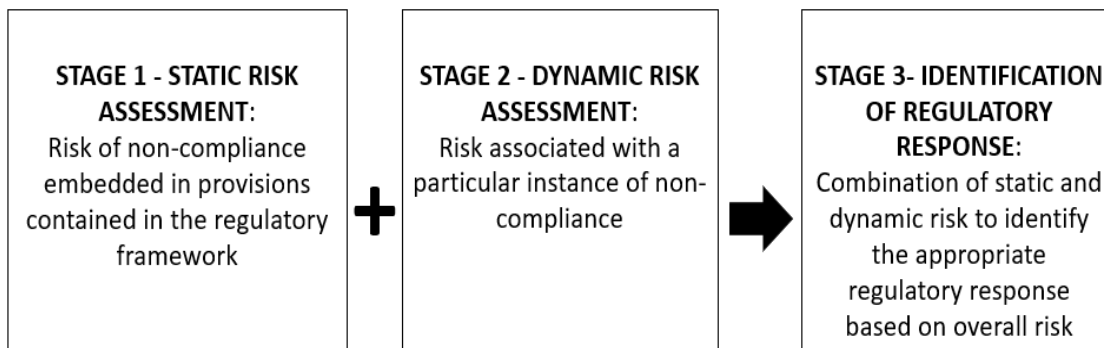 STAGE 1 - STATIC RISK
ASSESSMENT:
Risk of non-compliance
embedded in provisions
contained in the regulatory
framework
+
STAGE 2 - DYNAMIC RISK
ASSESSMENT:
Risk associated with a
particular instance of non-
compliance
STAGE 3- IDENTIFICATION
OF REGULATORY
RESPONSE:
Combination of static and
dynamic risk to identify
the appropriate
regulatory response
based on overall risk